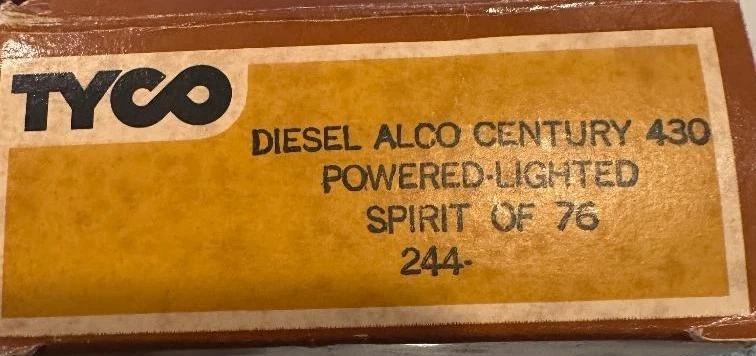 TYCO
DIESEL ALCO CENTURY 430
POWERED-LIGHTED
SPIRIT OF 76
244-